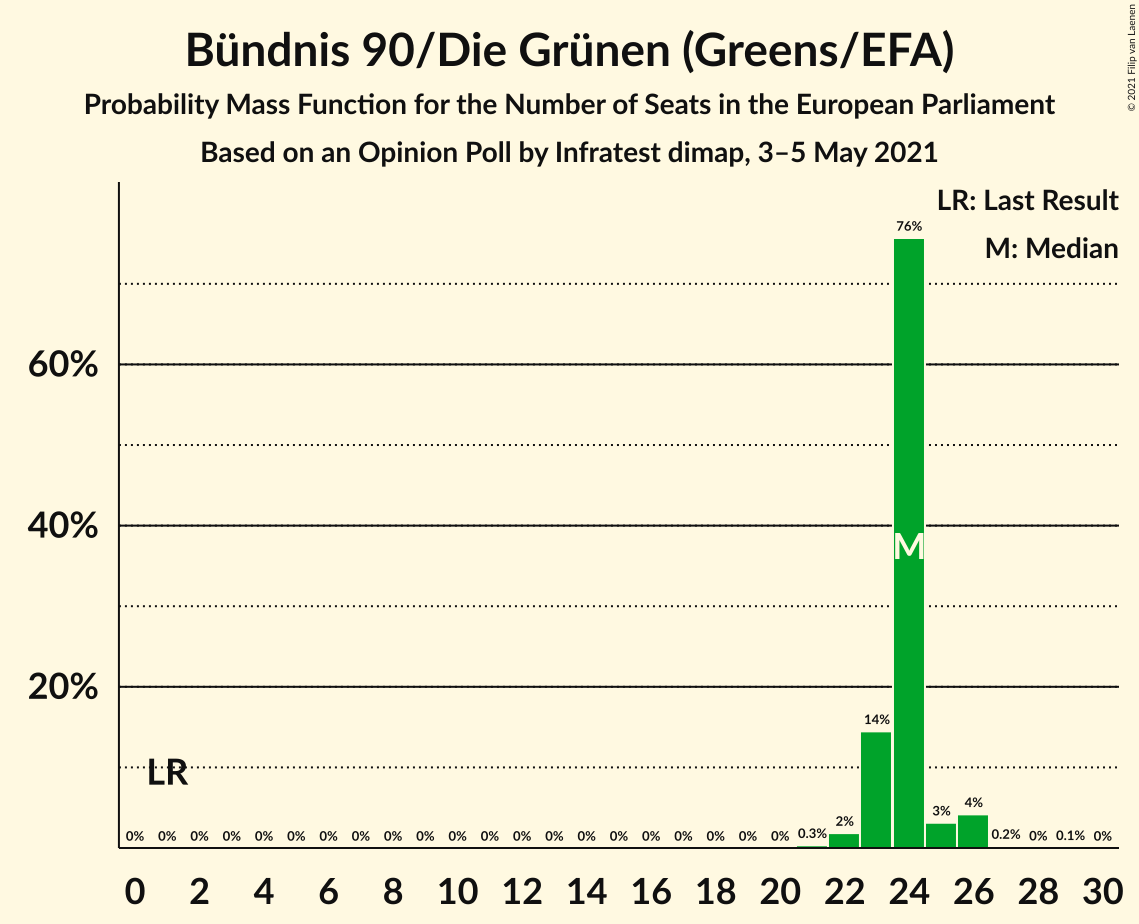 Bündnis 90/Die Grünen (Greens/EFA)
Probability Mass Function for the Number of Seats in the European Parliament
Based on an Opinion Poll by Infratest dimap, 3–5 May 2021
© 2021 Filip van Laenen
LR: Last Result
M: Median
76%
60%
40%
M
20%
14%
LR
0% 0% 0% 0% 0% 0% 0% 0% 0% 0% 0% 0% 0% 0% 0% 0% 0% 0% 0% 0% 0% 0.3% 2% 3% 4% 0.2% 0% 0.1% 0%
0 2 4 6 8 10 12 14 16 18 20 22 24 26 28 30